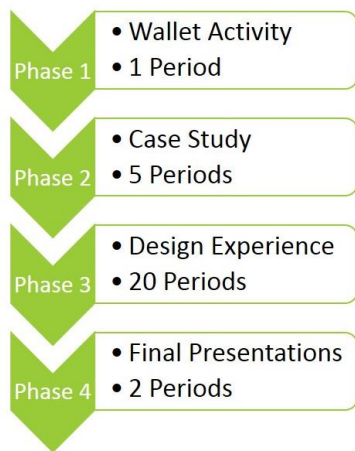 Phase 1
• Wallet Activity
• 1 Period
Phase 2
• Case Study
• 5 Periods
Phase 3
• Design Experience
• 20 Periods
Phase 4
• Final Presentations
• 2 Periods